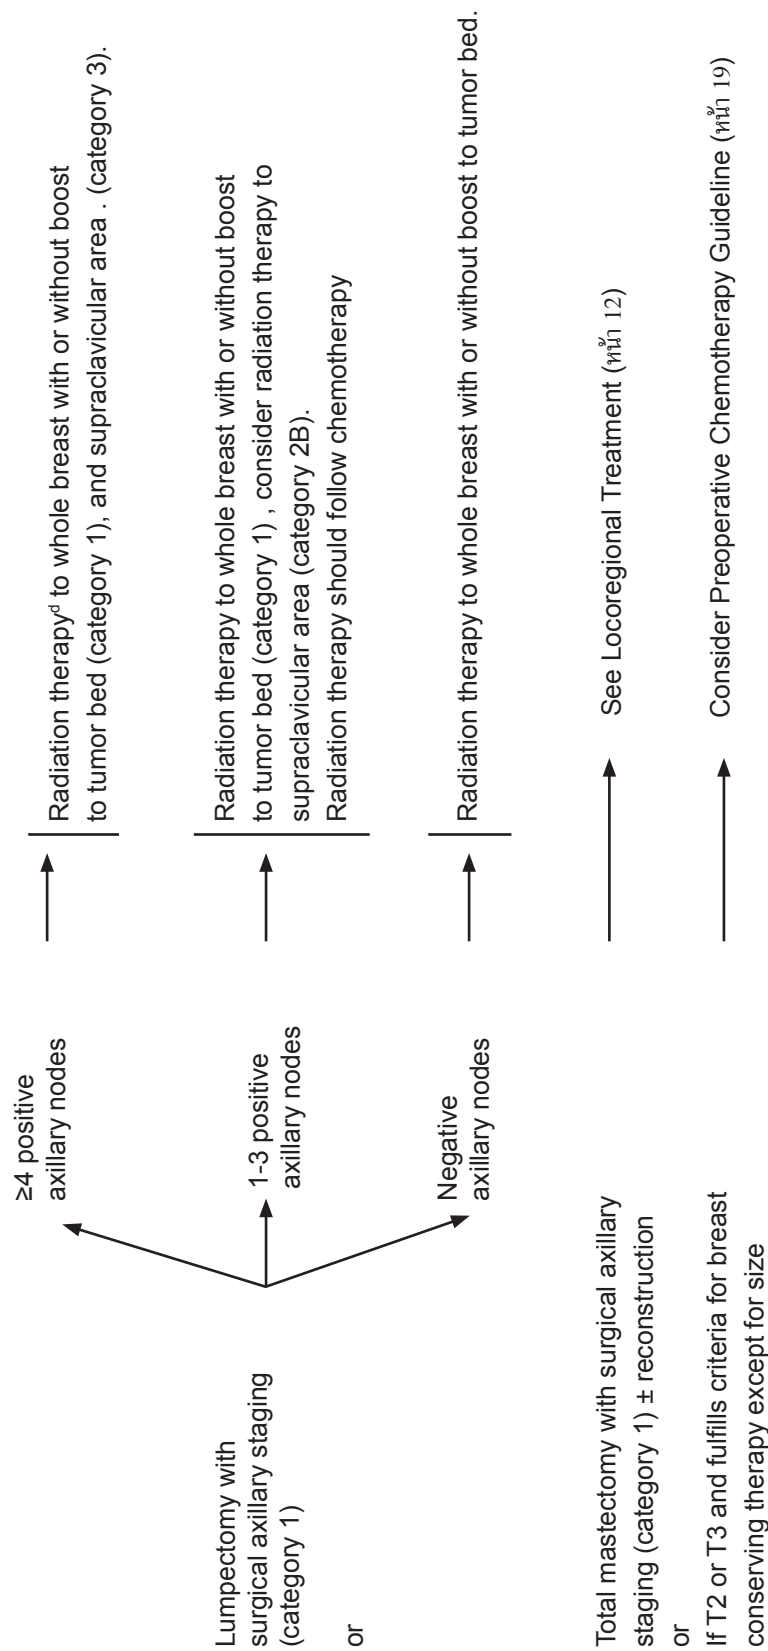 Lumpectomy with
surgical axillary staging
(category 1)
or
≥4 positive
axillary nodes
Radiation therapyᵈ to whole breast with or without boost
to tumor bed (category 1), and supraclavicular area . (category 3).
1-3 positive
axillary nodes
Radiation therapy to whole breast with or without boost
to tumor bed (category 1) , consider radiation therapy to
supraclavicular area (category 2B).
Radiation therapy should follow chemotherapy
Negative
axillary nodes
Radiation therapy to whole breast with or without boost to tumor bed.
Total mastectomy with surgical axillary
staging (category 1) ± reconstruction
or
See Locoregional Treatment (หน้า 12)
If T2 or T3 and fulfills criteria for breast
conserving therapy except for size
Consider Preoperative Chemotherapy Guideline (หน้า 19)